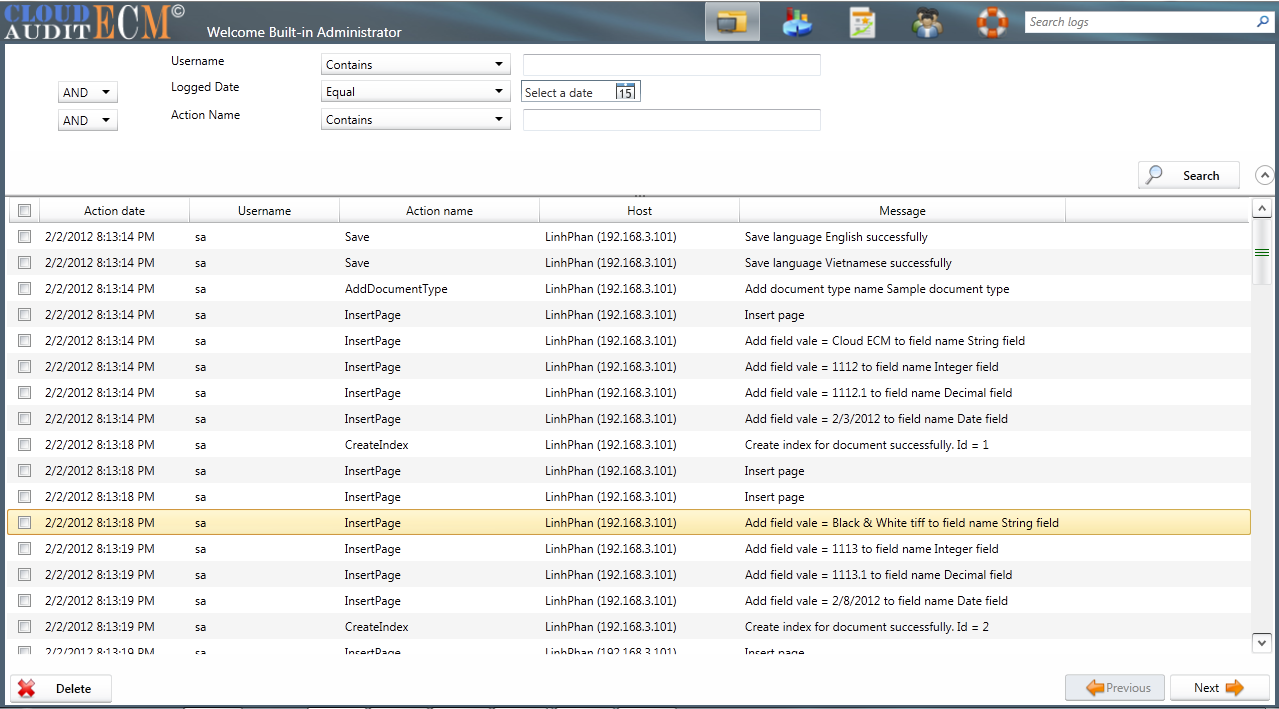 CLOUD AUDIT ECM ©
Welcome Built-in Administrator
Search logs
Username Contains
AND Logged Date Equal Select a date 15
AND Action Name Contains
Search
Action date Username Action name Host Message
2/2/2012 8:13:14 PM sa Save LinhPhan (192.168.3.101) Save language English successfully
2/2/2012 8:13:14 PM sa Save LinhPhan (192.168.3.101) Save language Vietnamese successfully
2/2/2012 8:13:14 PM sa AddDocumentType LinhPhan (192.168.3.101) Add document type name Sample document type
2/2/2012 8:13:14 PM sa InsertPage LinhPhan (192.168.3.101) Insert page
2/2/2012 8:13:14 PM sa InsertPage LinhPhan (192.168.3.101) Add field vale = Cloud ECM to field name String field
2/2/2012 8:13:14 PM sa InsertPage LinhPhan (192.168.3.101) Add field vale = 1112 to field name Integer field
2/2/2012 8:13:14 PM sa InsertPage LinhPhan (192.168.3.101) Add field vale = 1112.1 to field name Decimal field
2/2/2012 8:13:14 PM sa InsertPage LinhPhan (192.168.3.101) Add field vale = 2/3/2012 to field name Date field
2/2/2012 8:13:18 PM sa CreateIndex LinhPhan (192.168.3.101) Create index for document successfully. Id = 1
2/2/2012 8:13:18 PM sa InsertPage LinhPhan (192.168.3.101) Insert page
2/2/2012 8:13:18 PM sa InsertPage LinhPhan (192.168.3.101) Insert page
2/2/2012 8:13:18 PM sa InsertPage LinhPhan (192.168.3.101) Add field vale = Black & White tiff to field name String field
2/2/2012 8:13:19 PM sa InsertPage LinhPhan (192.168.3.101) Add field vale = 1113 to field name Integer field
2/2/2012 8:13:19 PM sa InsertPage LinhPhan (192.168.3.101) Add field vale = 1113.1 to field name Decimal field
2/2/2012 8:13:19 PM sa InsertPage LinhPhan (192.168.3.101) Add field vale = 2/8/2012 to field name Date field
2/2/2012 8:13:19 PM sa CreateIndex LinhPhan (192.168.3.101) Create index for document successfully. Id = 2
2/2/2012 8:13:19 PM sa InsertPage LinhPhan (192.168.3.101) Insert page
Delete Previous Next